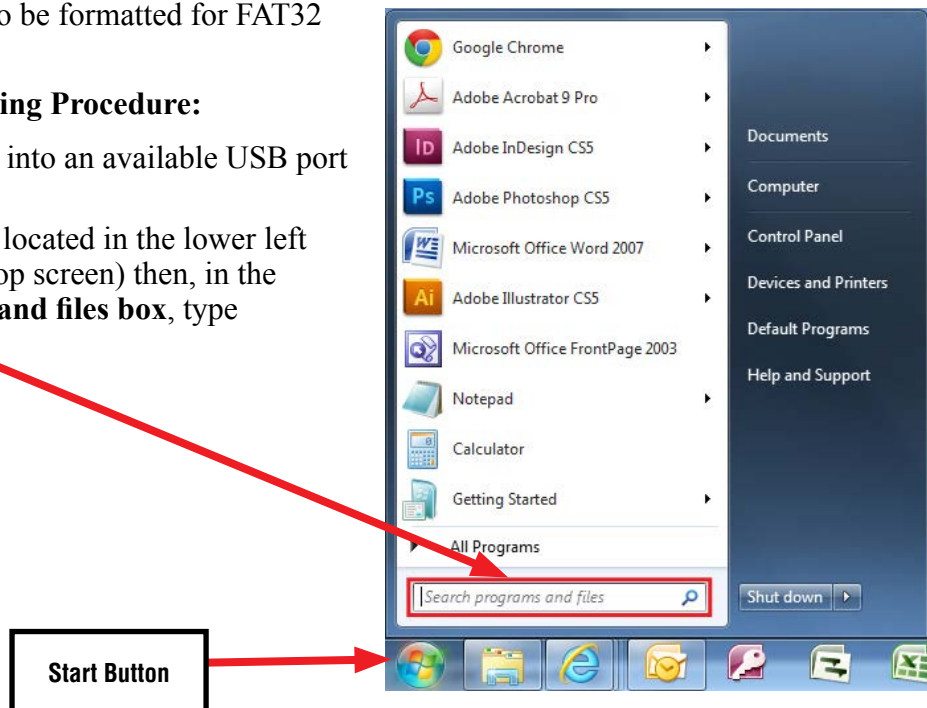 o be formatted for FAT32
ing Procedure:
into an available USB port
located in the lower left
op screen) then, in the
and files box, type
Google Chrome
Adobe Acrobat 9 Pro
ID Adobe InDesign CS5
Ps Adobe Photoshop CS5
Microsoft Office Word 2007
Ai Adobe Illustrator CS5
Microsoft Office FrontPage 2003
Notepad
Calculator
Getting Started
All Programs
Search programs and files
Documents
Computer
Control Panel
Devices and Printers
Default Programs
Help and Support
Shut down
Start Button